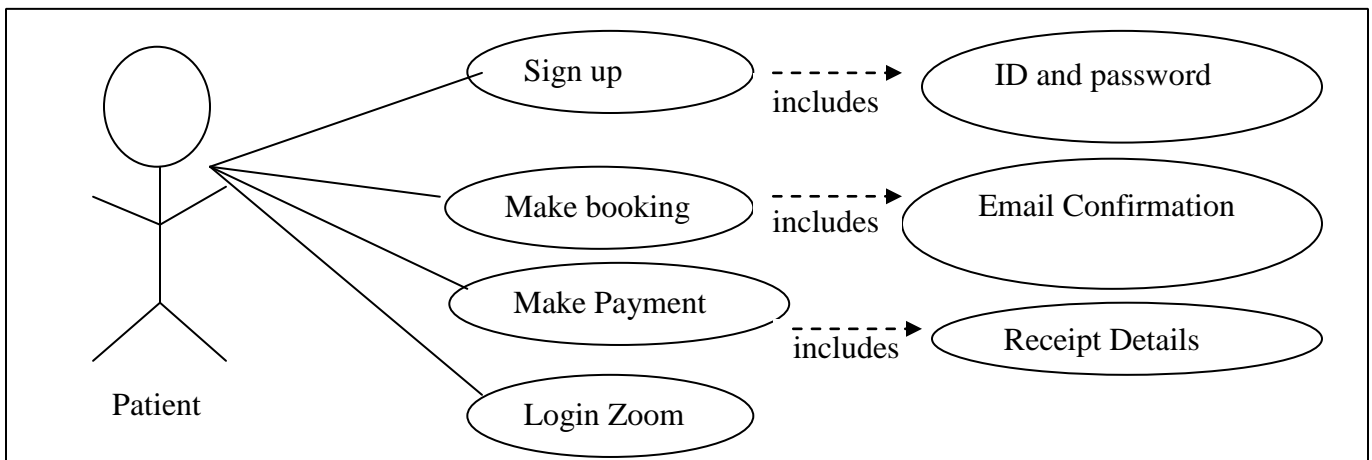 Sign up
ID and password
includes
Make booking
Email Confirmation
includes
Make Payment
Receipt Details
includes
Patient
Login Zoom